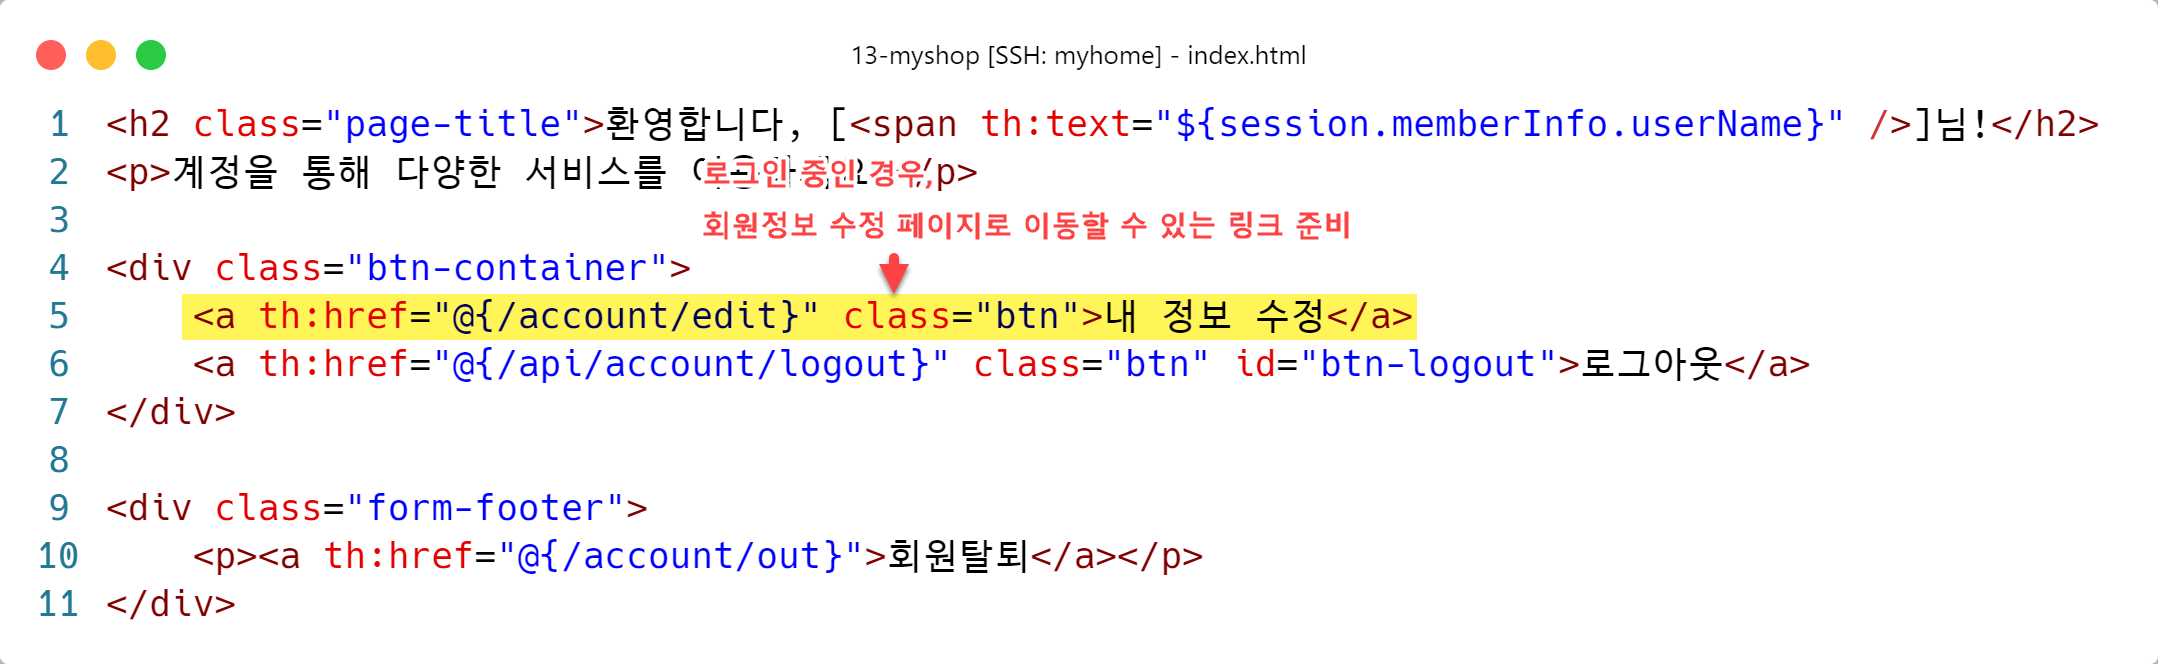 13-myshop [SSH: myhome] - index.html
1 <h2 class="page-title">환영합니다, [<span th:text="${session.memberInfo.userName}" />]님!</h2>
2 <p>계정을 통해 다양한 서비스를 /p>
로그인 중인 경우,
3
회원정보 수정 페이지로 이동할 수 있는 링크 준비
4 <div class="btn-container">
5 <a th:href="@{/account/edit}" class="btn">내 정보 수정</a>
6 <a th:href="@{/api/account/logout}" class="btn" id="btn-logout">로그아웃</a>
7 </div>
8
9 <div class="form-footer">
10 <p><a th:href="@{/account/out}">회원탈퇴</a></p>
11 </div>